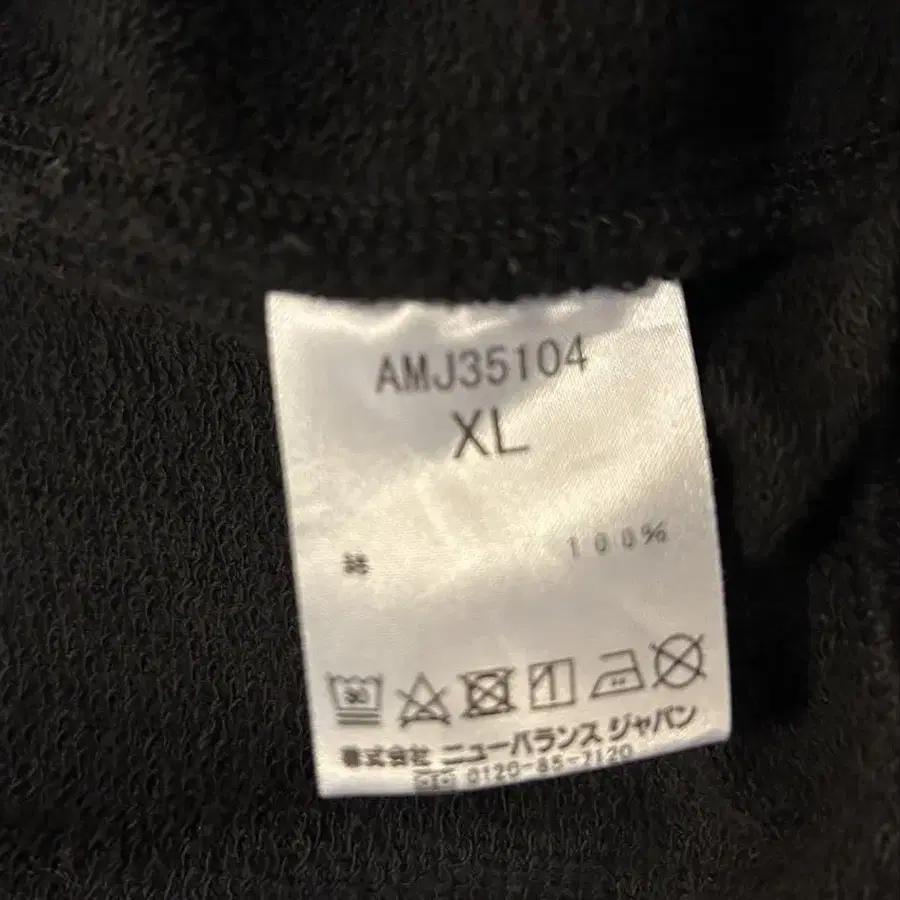 AMJ35104
XL
綿 100%
30
株式会社 ニューバランス ジャパン
0120-85-7120